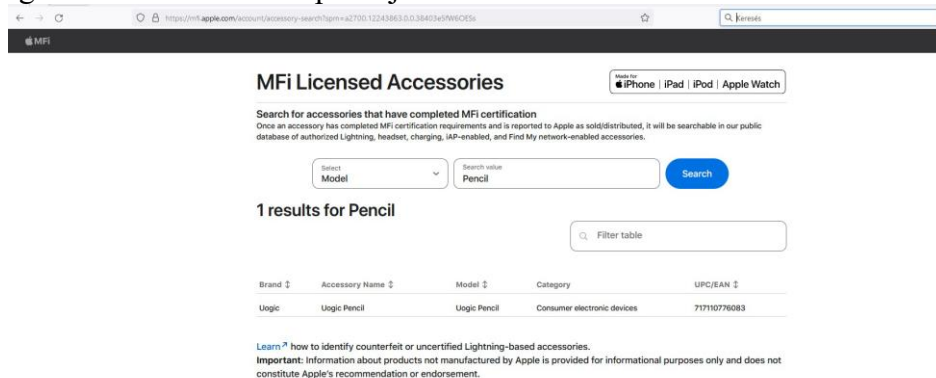 https://mfi.apple.com/account/accessory-search?spm=a2700.12243863.0.0.38403e5fW6OESs
Keresés
MFi
MFi Licensed Accessories
Made for
iPhone | iPad | iPod | Apple Watch
Search for accessories that have completed MFi certification
Once an accessory has completed MFi certification requirements and is reported to Apple as sold/distributed, it will be searchable in our public
database of authorized Lightning, headset, charging, iAP-enabled, and Find My network-enabled accessories.
Select
Model
Search value
Pencil
Search
1 results for Pencil
Filter table
Brand Accessory Name Model Category UPC/EAN
Uogic Uogic Pencil Uogic Pencil Consumer electronic devices 717110776083
Learn how to identify counterfeit or uncertified Lightning-based accessories.
Important: Information about products not manufactured by Apple is provided for informational purposes only and does not
constitute Apple's recommendation or endorsement.